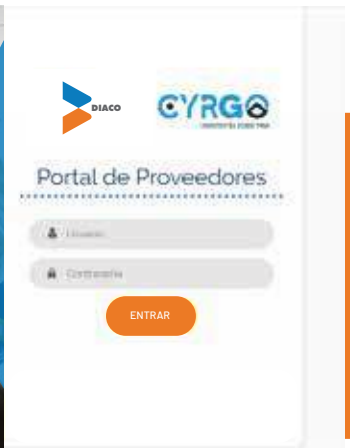 DIACO
CYRGO
Portal de Proveedores
Usuario
Contraseña
ENTRAR